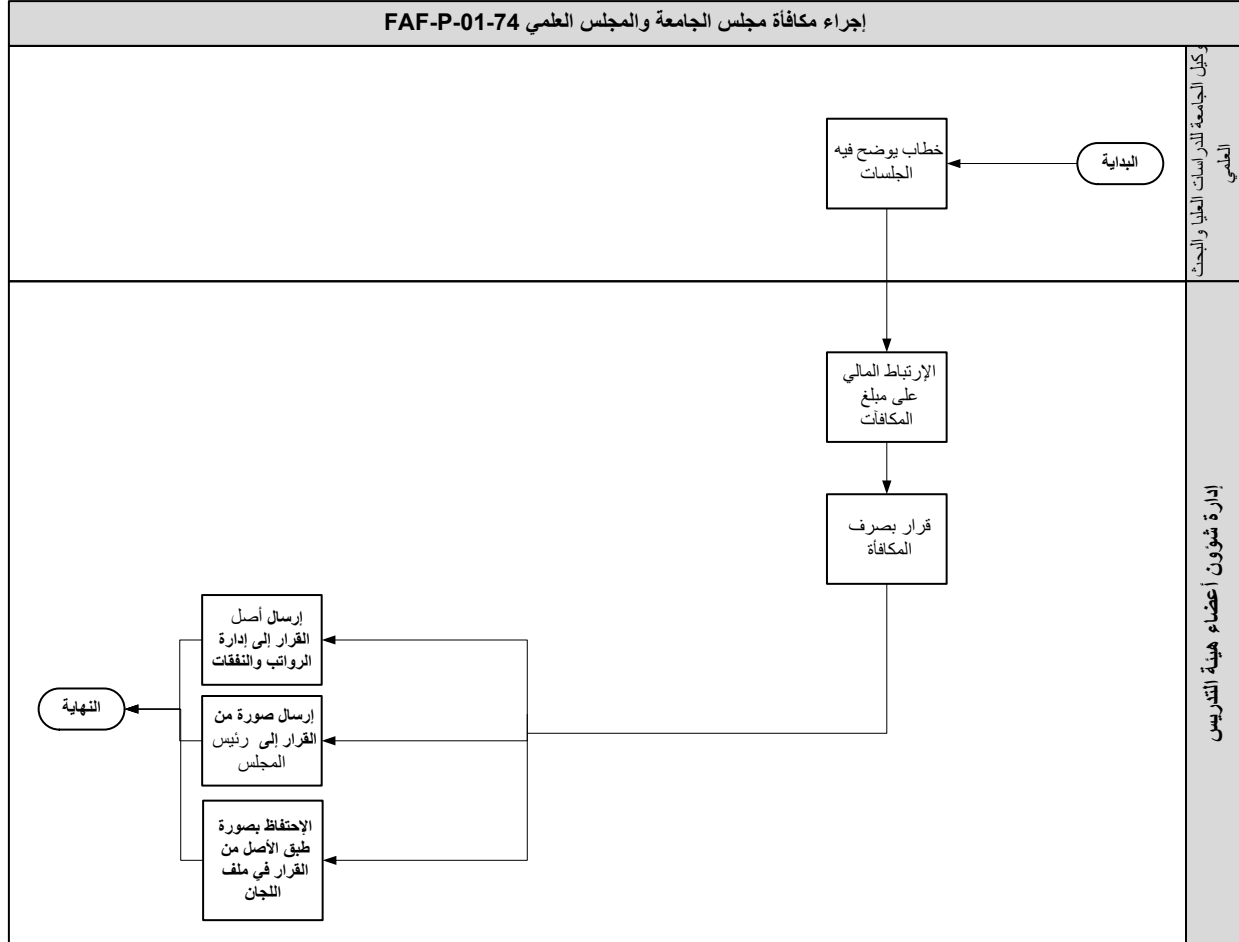 إجراء مكافأة مجلس الجامعة والمجلس العلمي FAF-P-01-74
وكيل الجامعة للدراسات العليا والبحث
العلمي
البداية
خطاب يوضح فيه
الجلسات
إدارة شؤون أعضاء هيئة التدريس
الإرتباط المالي
على مبلغ
المكافآت
قرار بصرف
المكافأة
إرسال أصل
القرار إلى إدارة
الرواتب والنفقات
إرسال صورة من
القرار إلى رئيس
المجلس
الإحتفاظ بصورة
طبق الأصل من
القرار في ملف
اللجان
النهاية